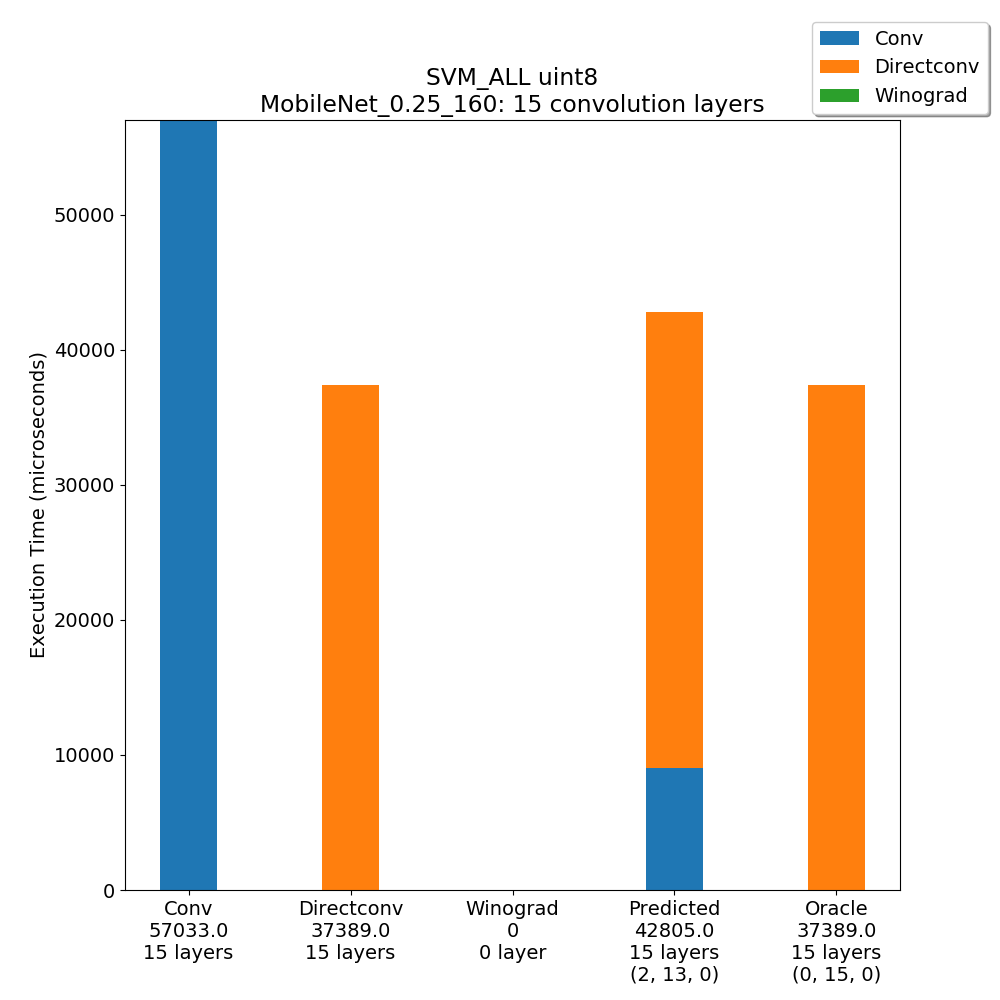 Conv
Directconv
Winograd
SVM_ALL uint8
MobileNet_0.25_160: 15 convolution layers
Execution Time (microseconds)
50000
40000
30000
20000
10000
0
Conv
57033.0
15 layers
Directconv
37389.0
15 layers
Winograd
0
0 layer
Predicted
42805.0
15 layers
(2, 13, 0)
Oracle
37389.0
15 layers
(0, 15, 0)